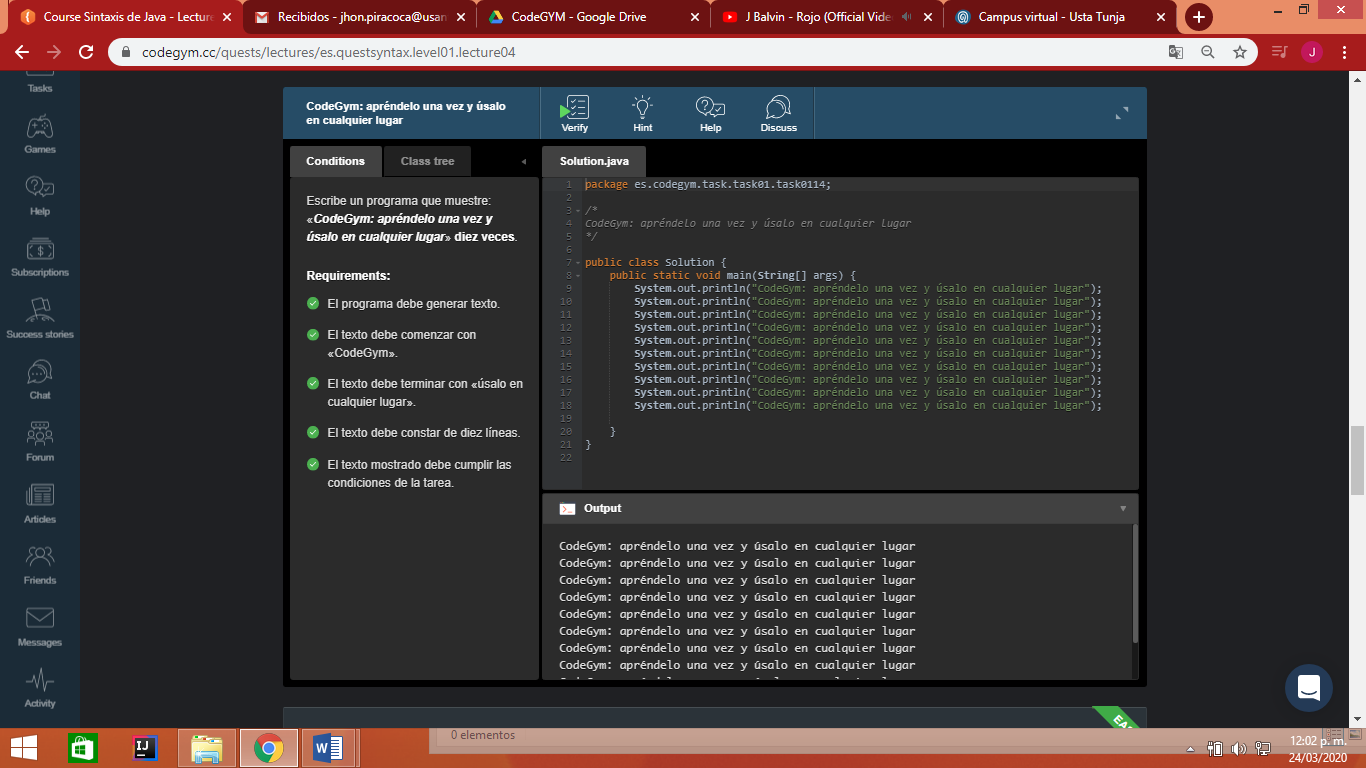 Course Sintaxis de Java - Lecture
Recibidos - jhon.piracoca@usan
CodeGYM - Google Drive
J Balvin - Rojo (Official Vide
Campus virtual - Usta Tunja
codegym.cc/quests/lectures/es.questsyntax.level01.lecture04
J
Tasks
Games
Help
Subscriptions
Success stories
Chat
Forum
Articles
Friends
Messages
Activity
CodeGym: apréndelo una vez y úsalo
en cualquier lugar
Verify
Hint
Help
Discuss
Conditions
Class tree
Escribe un programa que muestre:
«CodeGym: apréndelo una vez y
úsalo en cualquier lugar» diez veces.
Requirements:
El programa debe generar texto.
El texto debe comenzar con
«CodeGym».
El texto debe terminar con «úsalo en
cualquier lugar».
El texto debe constar de diez líneas.
El texto mostrado debe cumplir las
condiciones de la tarea.
Solution.java
1 package es.codegym.task.task01.task0114;
2
3 /*
4 CodeGym: apréndelo una vez y úsalo en cualquier lugar
5 */
6
7 public class Solution {
8 public static void main(String[] args) {
9 System.out.println("CodeGym: apréndelo una vez y úsalo en cualquier lugar");
10 System.out.println("CodeGym: apréndelo una vez y úsalo en cualquier lugar");
11 System.out.println("CodeGym: apréndelo una vez y úsalo en cualquier lugar");
12 System.out.println("CodeGym: apréndelo una vez y úsalo en cualquier lugar");
13 System.out.println("CodeGym: apréndelo una vez y úsalo en cualquier lugar");
14 System.out.println("CodeGym: apréndelo una vez y úsalo en cualquier lugar");
15 System.out.println("CodeGym: apréndelo una vez y úsalo en cualquier lugar");
16 System.out.println("CodeGym: apréndelo una vez y úsalo en cualquier lugar");
17 System.out.println("CodeGym: apréndelo una vez y úsalo en cualquier lugar");
18 System.out.println("CodeGym: apréndelo una vez y úsalo en cualquier lugar");
19
20 }
21 }
22
Output
CodeGym: apréndelo una vez y úsalo en cualquier lugar
CodeGym: apréndelo una vez y úsalo en cualquier lugar
CodeGym: apréndelo una vez y úsalo en cualquier lugar
CodeGym: apréndelo una vez y úsalo en cualquier lugar
CodeGym: apréndelo una vez y úsalo en cualquier lugar
CodeGym: apréndelo una vez y úsalo en cualquier lugar
CodeGym: apréndelo una vez y úsalo en cualquier lugar
CodeGym: apréndelo una vez y úsalo en cualquier lugar
0 elementos
12:02 p. m.
24/03/2020